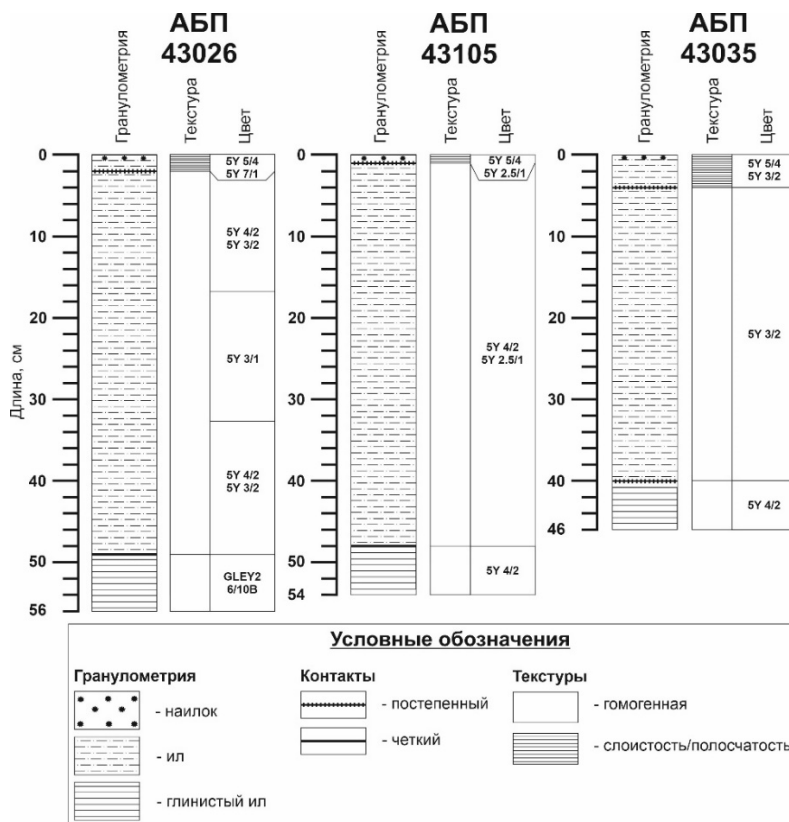 АБП
43026
АБП
43105
АБП
43035
Гранулометрия
Текстура
Цвет
Гранулометрия
Текстура
Цвет
Гранулометрия
Текстура
Цвет
Длина, см
0
10
20
30
40
50
56
5Y 5/4
5Y 7/1
5Y 4/2
5Y 3/2
5Y 3/1
5Y 4/2
5Y 3/2
GLEY2
6/10B
0
10
20
30
40
50
54
5Y 5/4
5Y 2.5/1
5Y 4/2
5Y 2.5/1
5Y 4/2
0
10
20
30
40
46
5Y 5/4
5Y 3/2
5Y 3/2
5Y 4/2
Условные обозначения
Гранулометрия
- наилок
- ил
- глинистый ил
Контакты
- постепенный
- четкий
Текстуры
- гомогенная
- слоистость/полосчатость